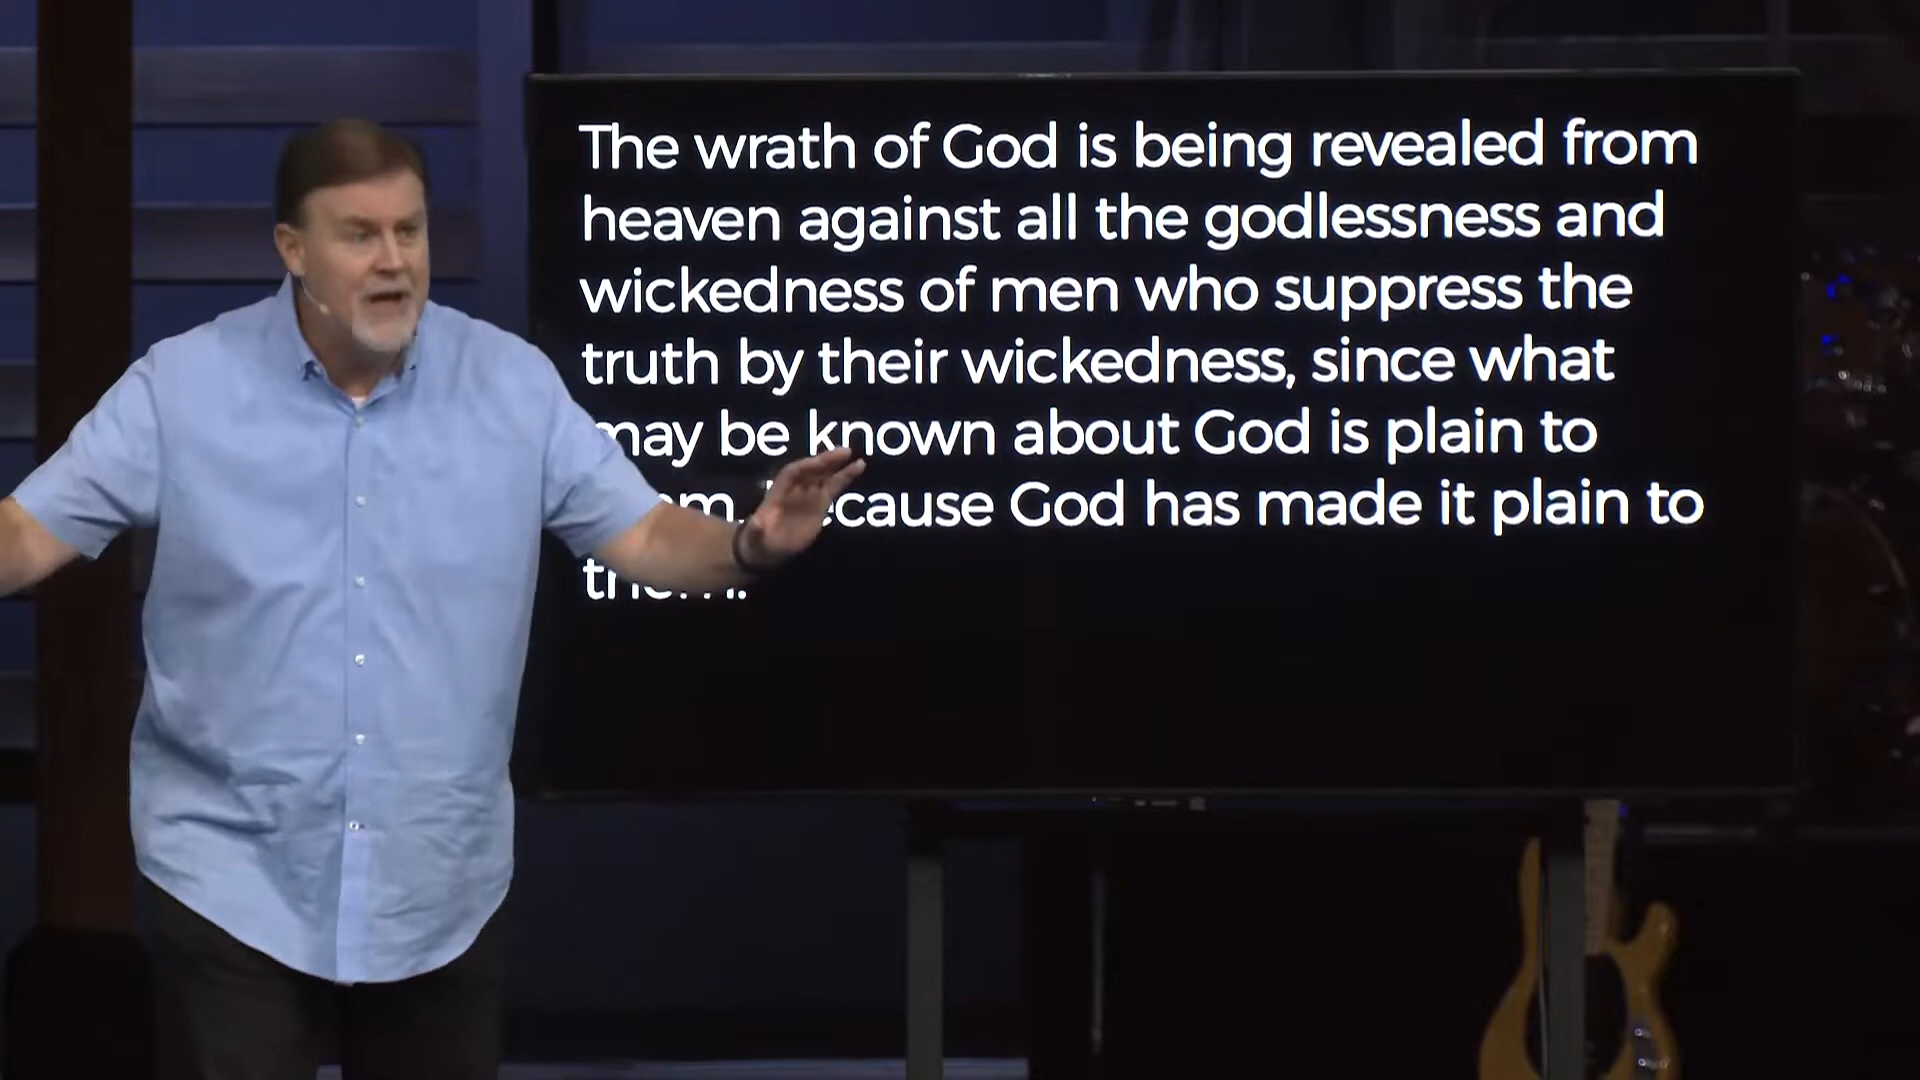 The wrath of God is being revealed from
heaven against all the godlessness and
wickedness of men who suppress the
truth by their wickedness, since what
may be known about God is plain to
because God has made it plain to